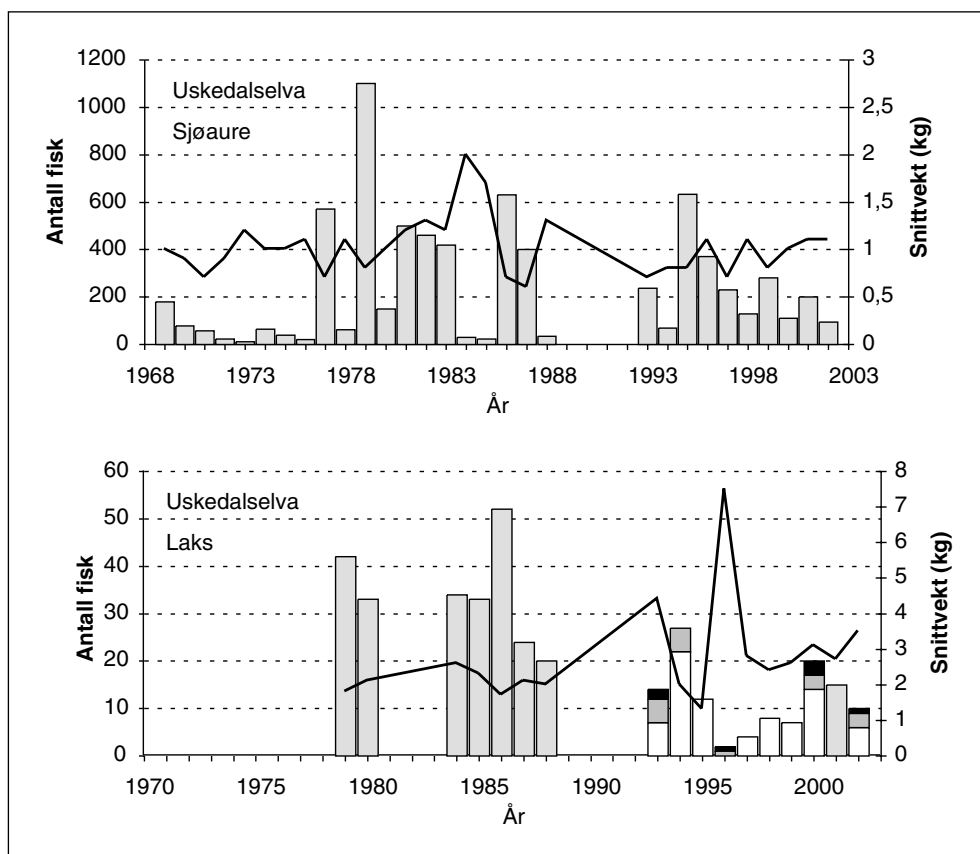 Uskedalselva
Sjøaure
Antall fisk
1200
1000
800
600
400
200
0
3
2,5
2
1,5
1
0,5
0
Snittvekt (kg)
1968 1973 1978 1983 1988 1993 1998 2003
År
Uskedalselva
Laks
Antall fisk
60
50
40
30
20
10
0
8
7
6
5
4
3
2
1
0
Snittvekt (kg)
1970 1975 1980 1985 1990 1995 2000
År